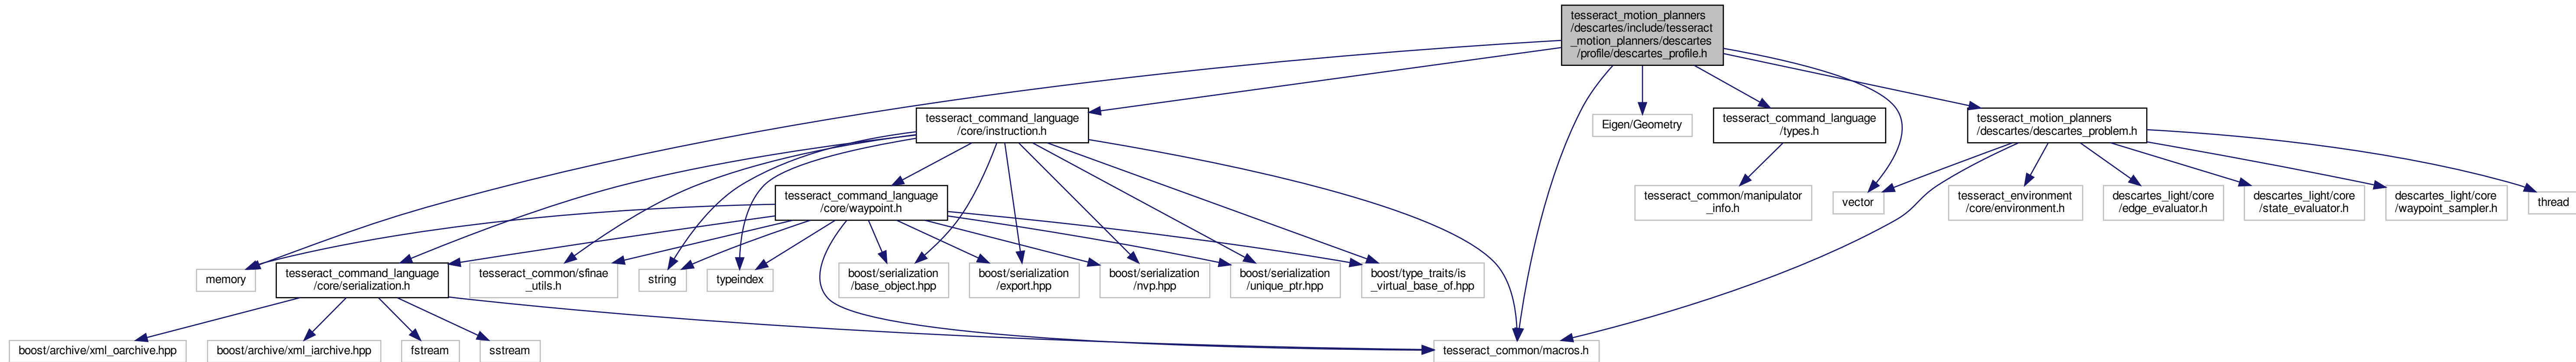 tesseract_motion_planners
/descartes/include/tesseract
_motion_planners/descartes
/profile/descartes_profile.h
tesseract_command_language
/core/instruction.h
Eigen/Geometry
tesseract_command_language
/types.h
tesseract_motion_planners
/descartes/descartes_problem.h
tesseract_command_language
/core/waypoint.h
tesseract_common/manipulator
_info.h
vector
tesseract_environment
/core/environment.h
descartes_light/core
/edge_evaluator.h
descartes_light/core
/state_evaluator.h
descartes_light/core
/waypoint_sampler.h
thread
memory
tesseract_command_language
/core/serialization.h
tesseract_common/sfinae
_utils.h
string
typeindex
boost/serialization
/base_object.hpp
boost/serialization
/export.hpp
boost/serialization
/nvp.hpp
boost/serialization
/unique_ptr.hpp
boost/type_traits/is
_virtual_base_of.hpp
boost/archive/xml_oarchive.hpp
boost/archive/xml_iarchive.hpp
fstream
sstream
tesseract_common/macros.h